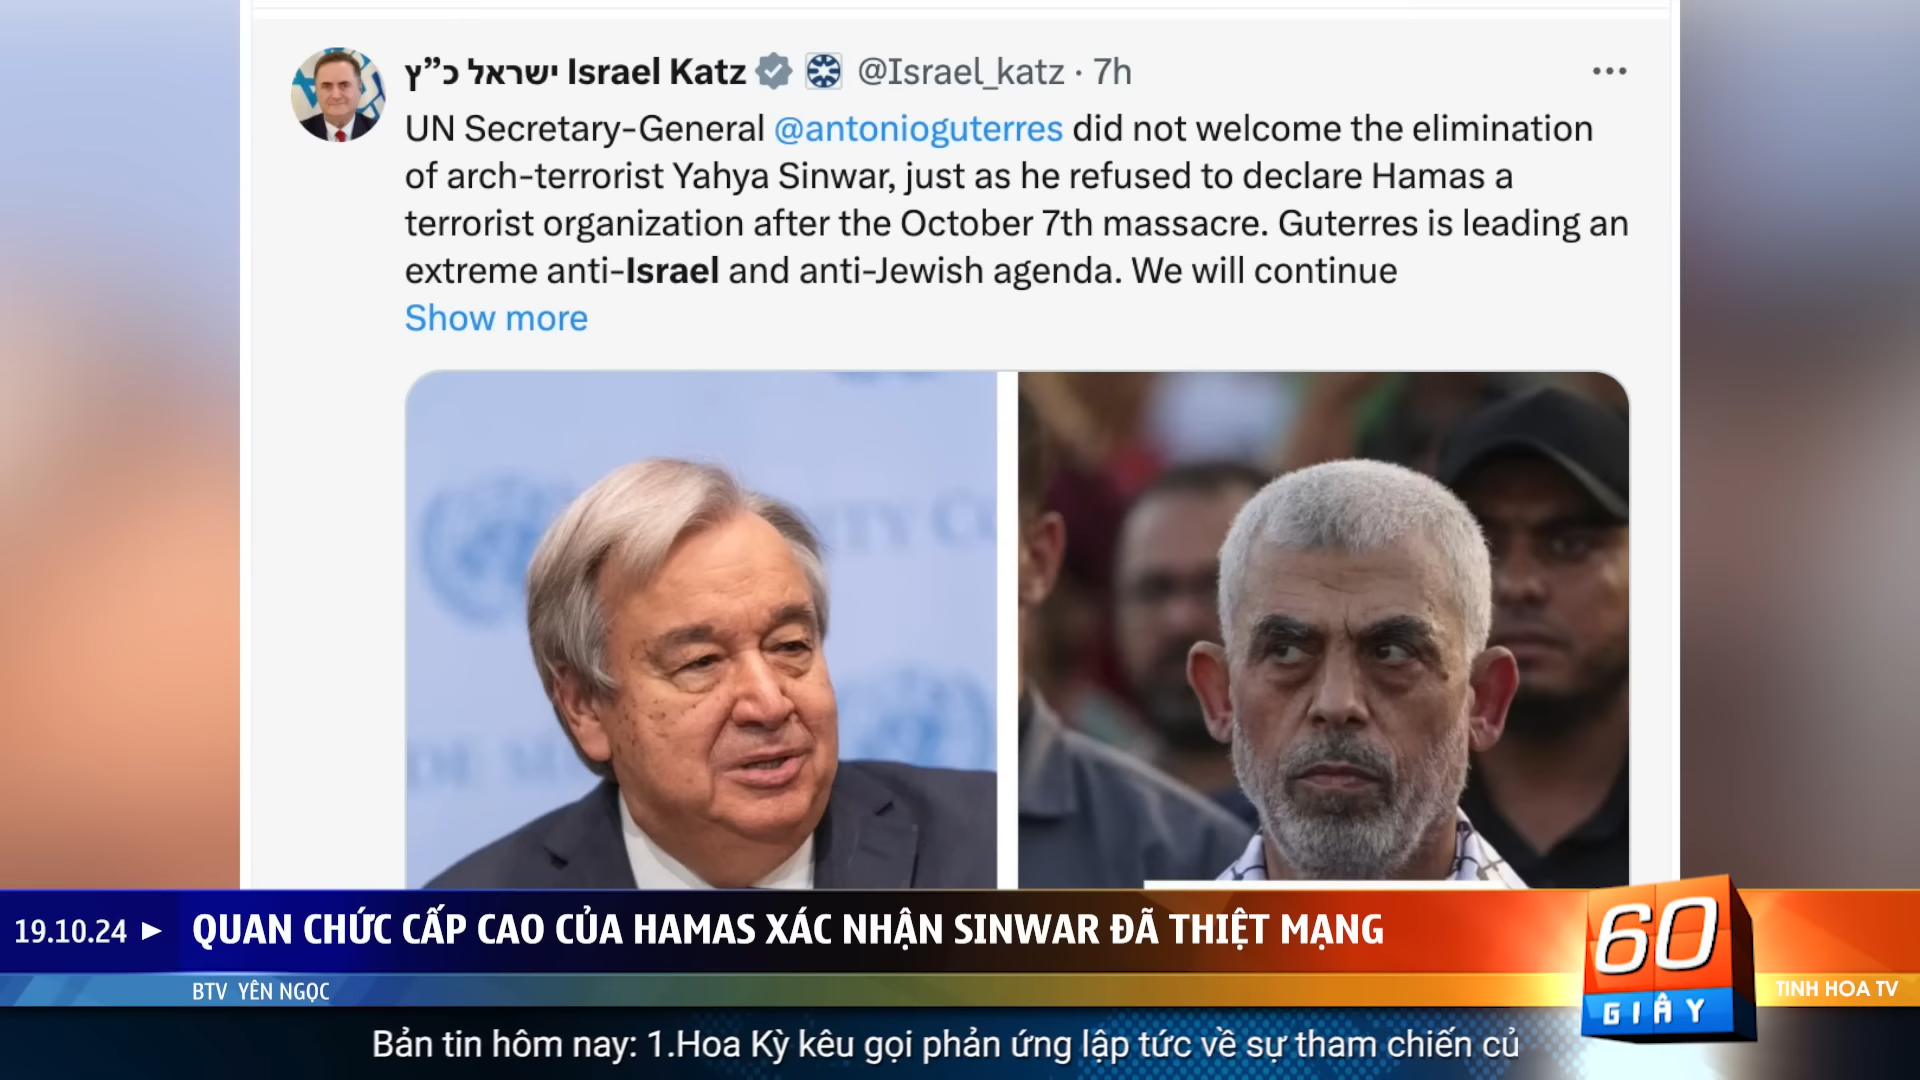 ישראל כ”ץ Israel Katz @Israel_katz · 7h
UN Secretary-General @antonioguterres did not welcome the elimination
of arch-terrorist Yahya Sinwar, just as he refused to declare Hamas a
terrorist organization after the October 7th massacre. Guterres is leading an
extreme anti-Israel and anti-Jewish agenda. We will continue
Show more
19.10.24 ► QUAN CHỨC CẤP CAO CỦA HAMAS XÁC NHẬN SINWAR ĐÃ THIỆT MẠNG
BTV YÊN NGỌC
60
GIÂY
TINH HOA TV
Bản tin hôm nay: 1.Hoa Kỳ kêu gọi phản ứng lập tức về sự tham chiến củ